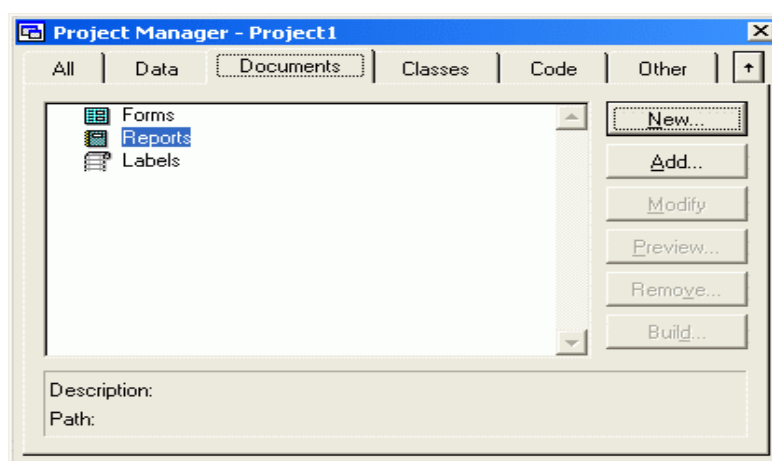 Project Manager - Project1
All Data Documents Classes Code Other
Forms
Reports
Labels
New...
Add...
Modify
Preview...
Remove...
Build...
Description:
Path: